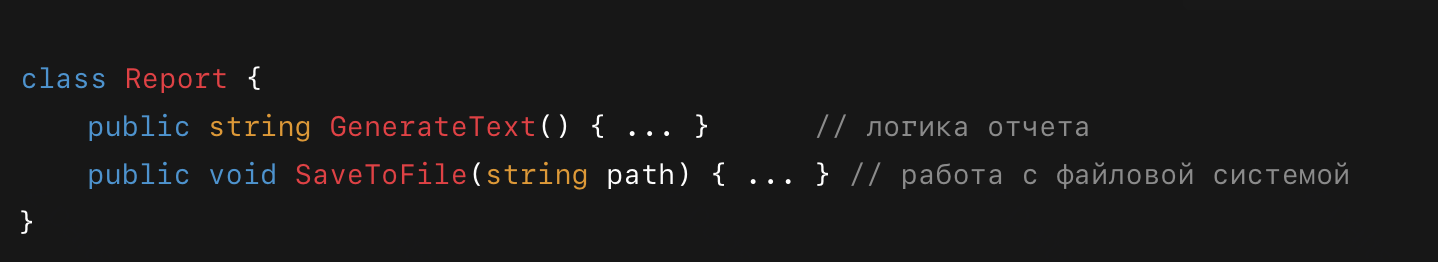 class Report {
    public string GenerateText() { ... }      // логика отчета
    public void SaveToFile(string path) { ... } // работа с файловой системой
}